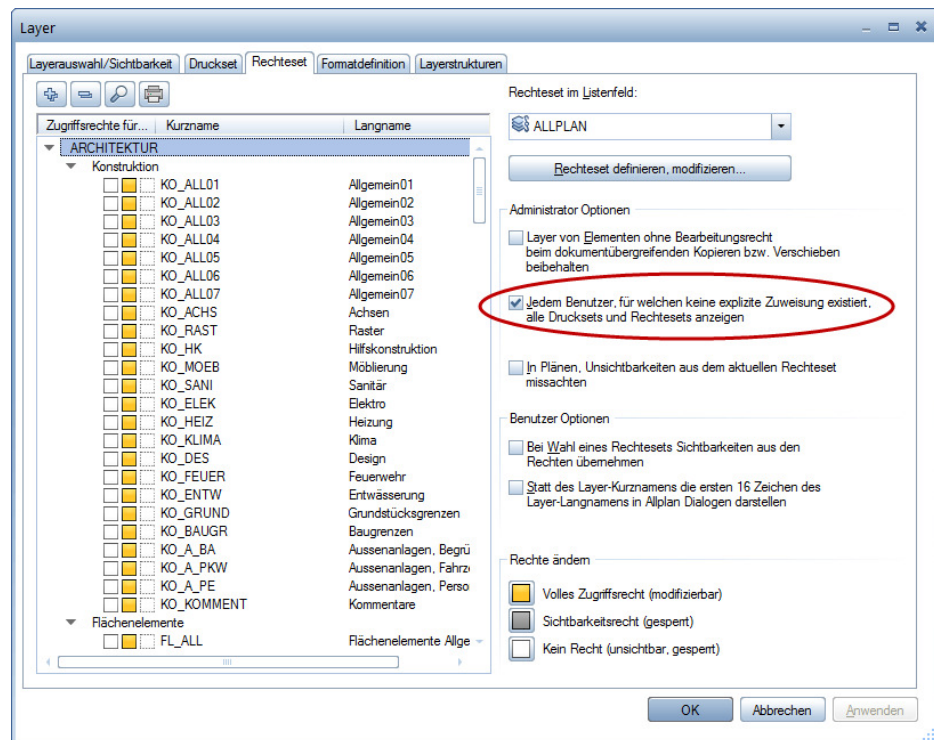 Layer
Layerauswahl/Sichtbarkeit Druckset Rechteset Formatdefinition Layerstrukturen
Zugriffsrechte für... Kurzname Langname
ARCHITEKTUR
Konstruktion
KO_ALL01 Allgemein01
KO_ALL02 Allgemein02
KO_ALL03 Allgemein03
KO_ALL04 Allgemein04
KO_ALL05 Allgemein05
KO_ALL06 Allgemein06
KO_ALL07 Allgemein07
KO_ACHS Achsen
KO_RAST Raster
KO_HK Hilfskonstruktion
KO_MOEB Möblierung
KO_SANI Sanitär
KO_ELEK Elektro
KO_HEIZ Heizung
KO_KLIMA Klima
KO_DES Design
KO_FEUER Feuerwehr
KO_ENTW Entwässerung
KO_GRUND Grundstücksgrenzen
KO_BAUGR Baugrenzen
KO_A_BA Aussenanlagen, Begrü
KO_A_PKW Aussenanlagen, Fahrze
KO_A_PE Aussenanlagen, Perso
KO_KOMMENT Kommentare
Flächenelemente
FL_ALL Flächenelemente Allge
Rechteset im Listenfeld:
ALLPLAN
Rechteset definieren, modifizieren...
Administrator Optionen
Layer von Elementen ohne Bearbeitungsrecht
beim dokumentübergreifenden Kopieren bzw. Verschieben
beibehalten
Jedem Benutzer, für welchen keine explizite Zuweisung existiert,
alle Drucksets und Rechtesets anzeigen
In Plänen, Unsichtbarkeiten aus dem aktuellen Rechteset
missachten
Benutzer Optionen
Bei Wahl eines Rechtesets Sichtbarkeiten aus den
Rechten übernehmen
Statt des Layer-Kurznamens die ersten 16 Zeichen des
Layer-Langnamens in Allplan Dialogen darstellen
Rechte ändern
Volles Zugriffsrecht (modifizierbar)
Sichtbarkeitsrecht (gesperrt)
Kein Recht (unsichtbar, gesperrt)
OK Abbrechen Anwenden